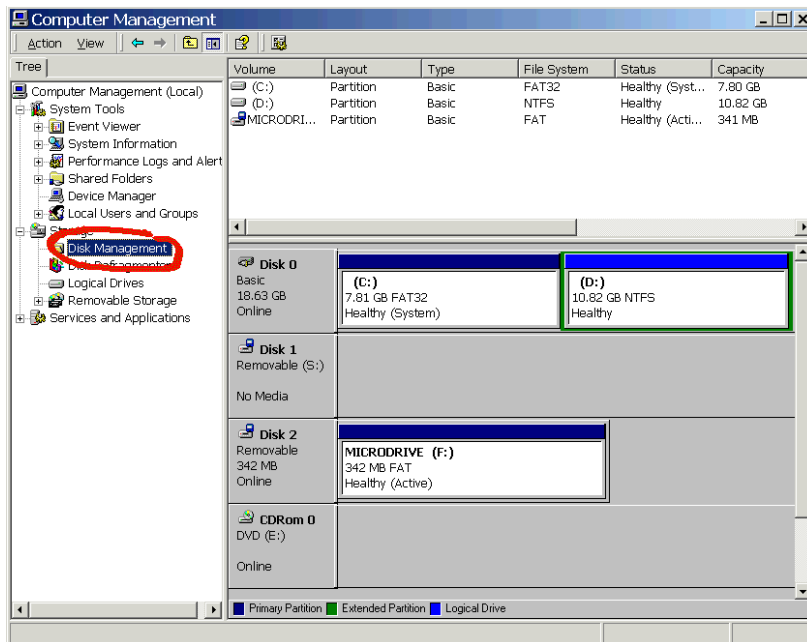 Computer Management
Action View
Tree
Computer Management (Local)
System Tools
Event Viewer
System Information
Performance Logs and Alert
Shared Folders
Device Manager
Local Users and Groups
Storage
Disk Management
Disk Defragmenter
Logical Drives
Removable Storage
Services and Applications
Volume Layout Type File System Status Capacity
(C:) Partition Basic FAT32 Healthy (Syst... 7.80 GB
(D:) Partition Basic NTFS Healthy 10.82 GB
MICRODRI... Partition Basic FAT Healthy (Acti... 341 MB
Disk 0
Basic
18.63 GB
Online
(C:)
7.81 GB FAT32
Healthy (System)
(D:)
10.82 GB NTFS
Healthy
Disk 1
Removable (S:)
No Media
Disk 2
Removable
342 MB
Online
MICRODRIVE (F:)
342 MB FAT
Healthy (Active)
CDRom 0
DVD (E:)
Online
Primary Partition Extended Partition Logical Drive